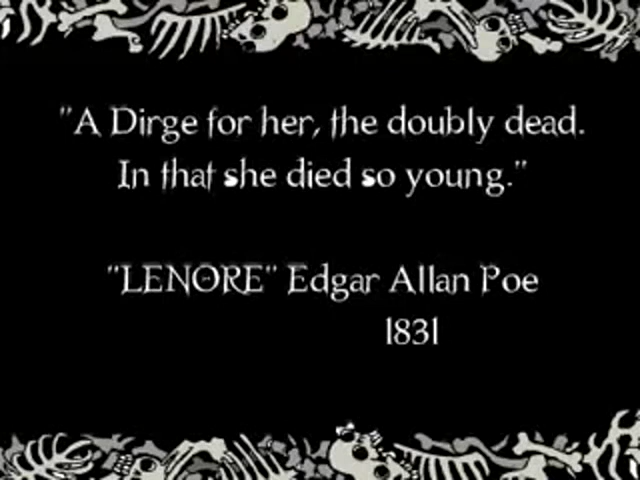 "A Dirge for her, the doubly dead.
In that she died so young."
"LENORE" Edgar Allan Poe
1831